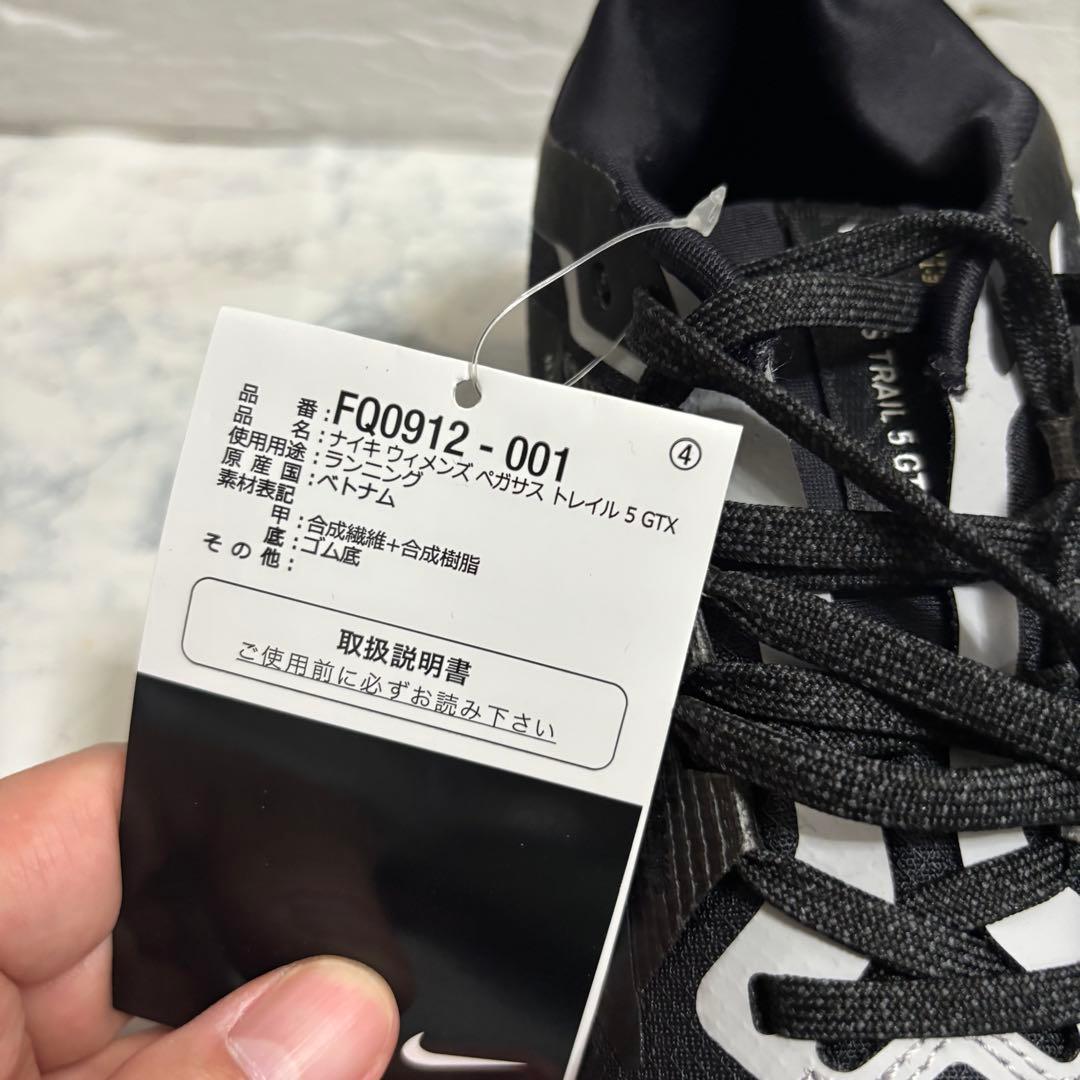 品番:FQ0912-001
④
品名:ナイキ ウィメンズ ペガサス トレイル 5 GTX
使用用途:ランニング
原産国:ベトナム
素材表記
甲:合成繊維+合成樹脂
底:ゴム底
その他:
取扱説明書
ご使用前に必ずお読み下さい
S TRAIL 5 GT